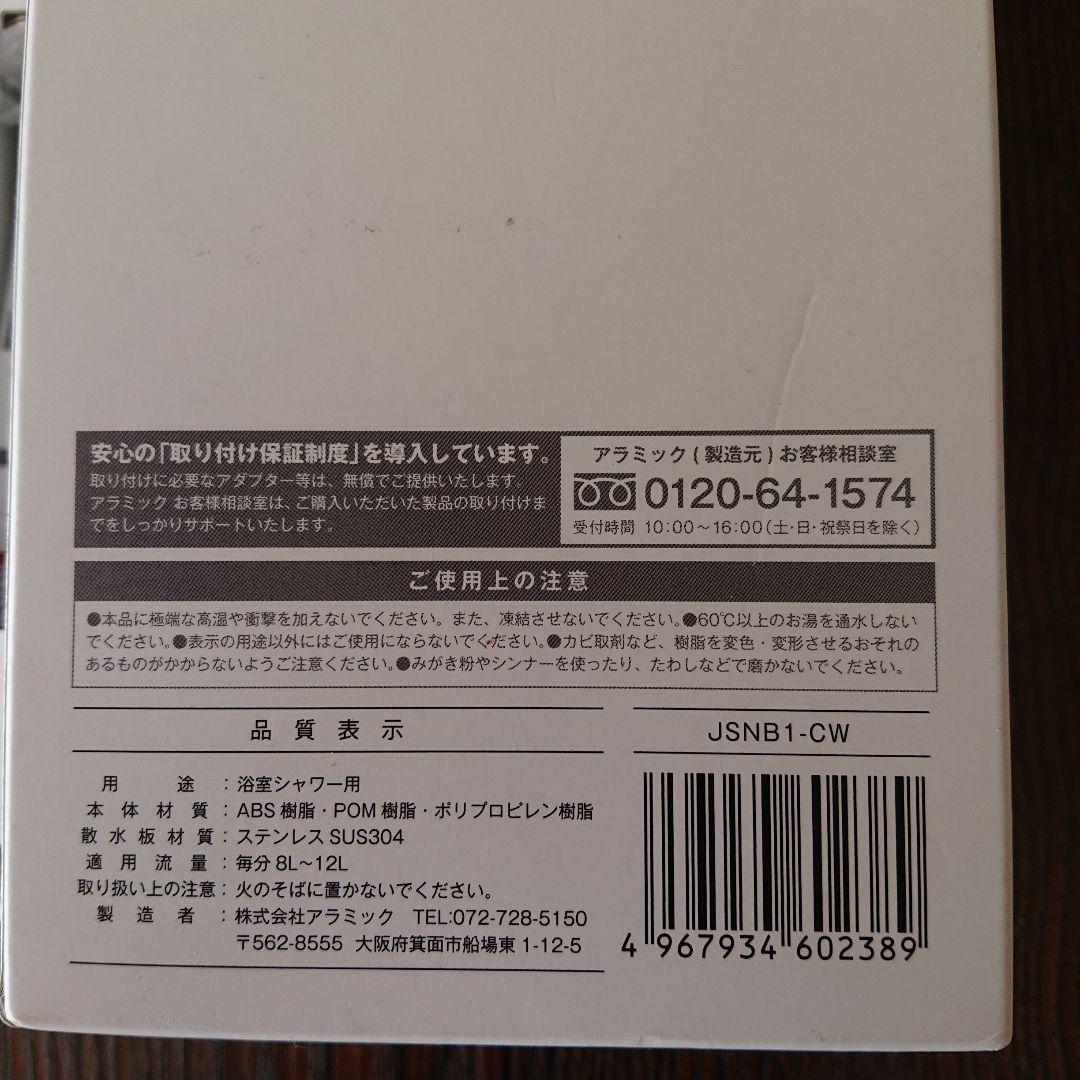 安心の「取り付け保証制度」を導入しています。
取り付けに必要なアダプター等は、無償でご提供いたします。
アラミック お客様相談室は、ご購入いただいた製品の取り付けま
でをしっかりサポートいたします。
アラミック(製造元)お客様相談室
0120-64-1574
受付時間 10:00〜16:00(土・日・祝祭日を除く)
ご使用上の注意
●本品に極端な高温や衝撃を加えないでください。また、凍結させないでください。●60℃以上のお湯を通水しない
でください。●表示の用途以外にはご使用にならないでください。●カビ取剤など、樹脂を変色・変形させるおそれの
あるものがかからないようご注意ください。●みがき粉やシンナーを使ったり、たわしなどで磨かないでください。
品質表示
用途:浴室シャワー用
本体材質:ABS樹脂・POM樹脂・ポリプロピレン樹脂
散水板材質:ステンレス SUS304
適用流量:毎分 8L〜12L
取り扱い上の注意:火のそばに置かないでください。
製造者:株式会社アラミック TEL:072-728-5150
〒562-8555 大阪府箕面市船場東 1-12-5
JSNB1-CW
4 967934 602389